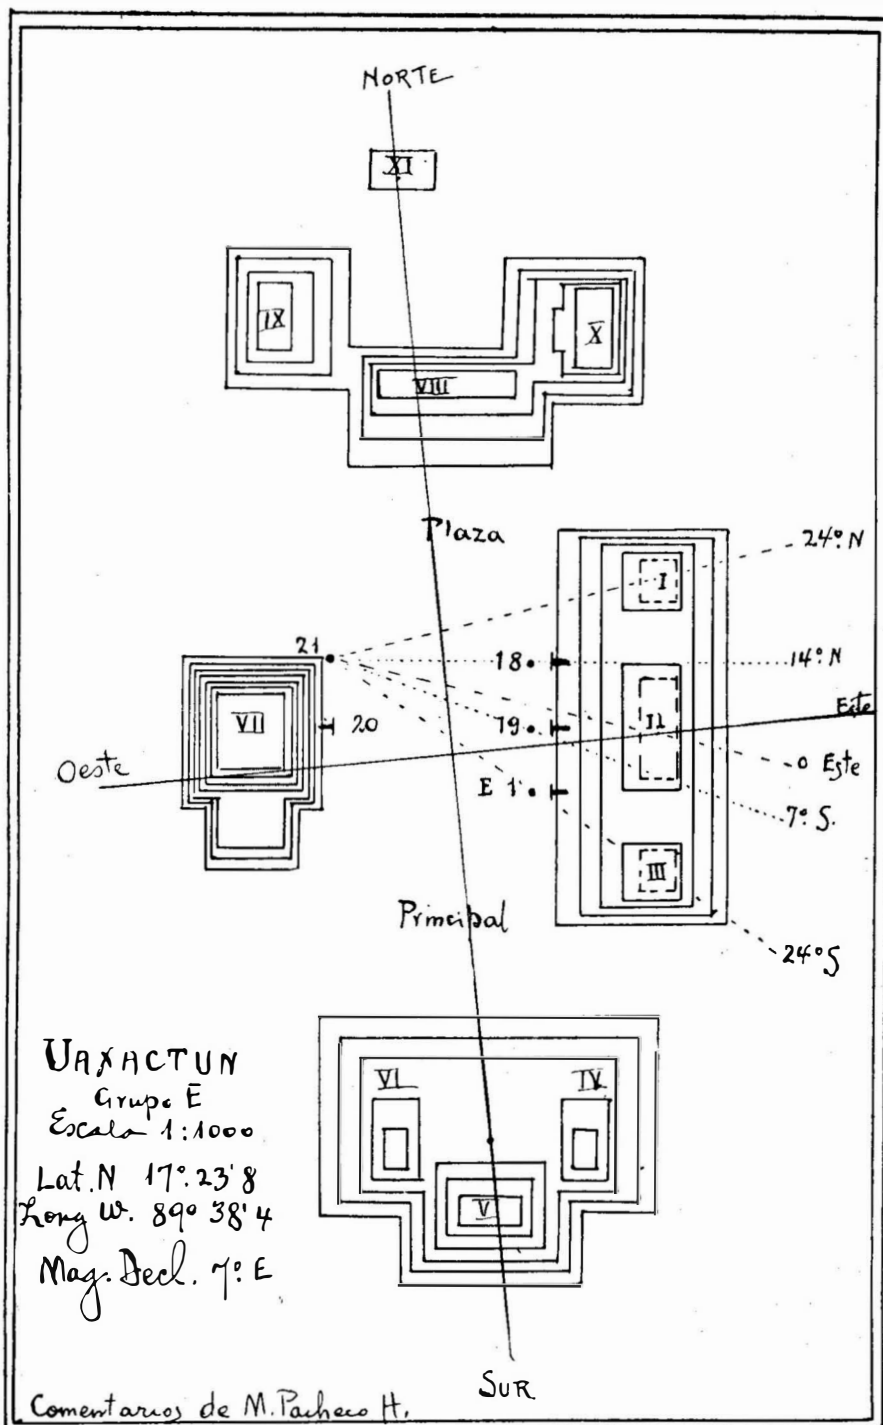 NORTE
XI
IX
X
VIII
Plaza
24° N
I
21
18
14° N
VII
20
19
II
Este
Oeste
o Este
E 1
7° S.
III
Principal
24° S
UAXACTUN
Grupo E
Escala 1:1000
Lat. N 17° 23' 8
Long W. 89° 38' 4
Mag. Decl. 7° E
VI
IV
V
SUR
Comentarios de M. Pacheco H.